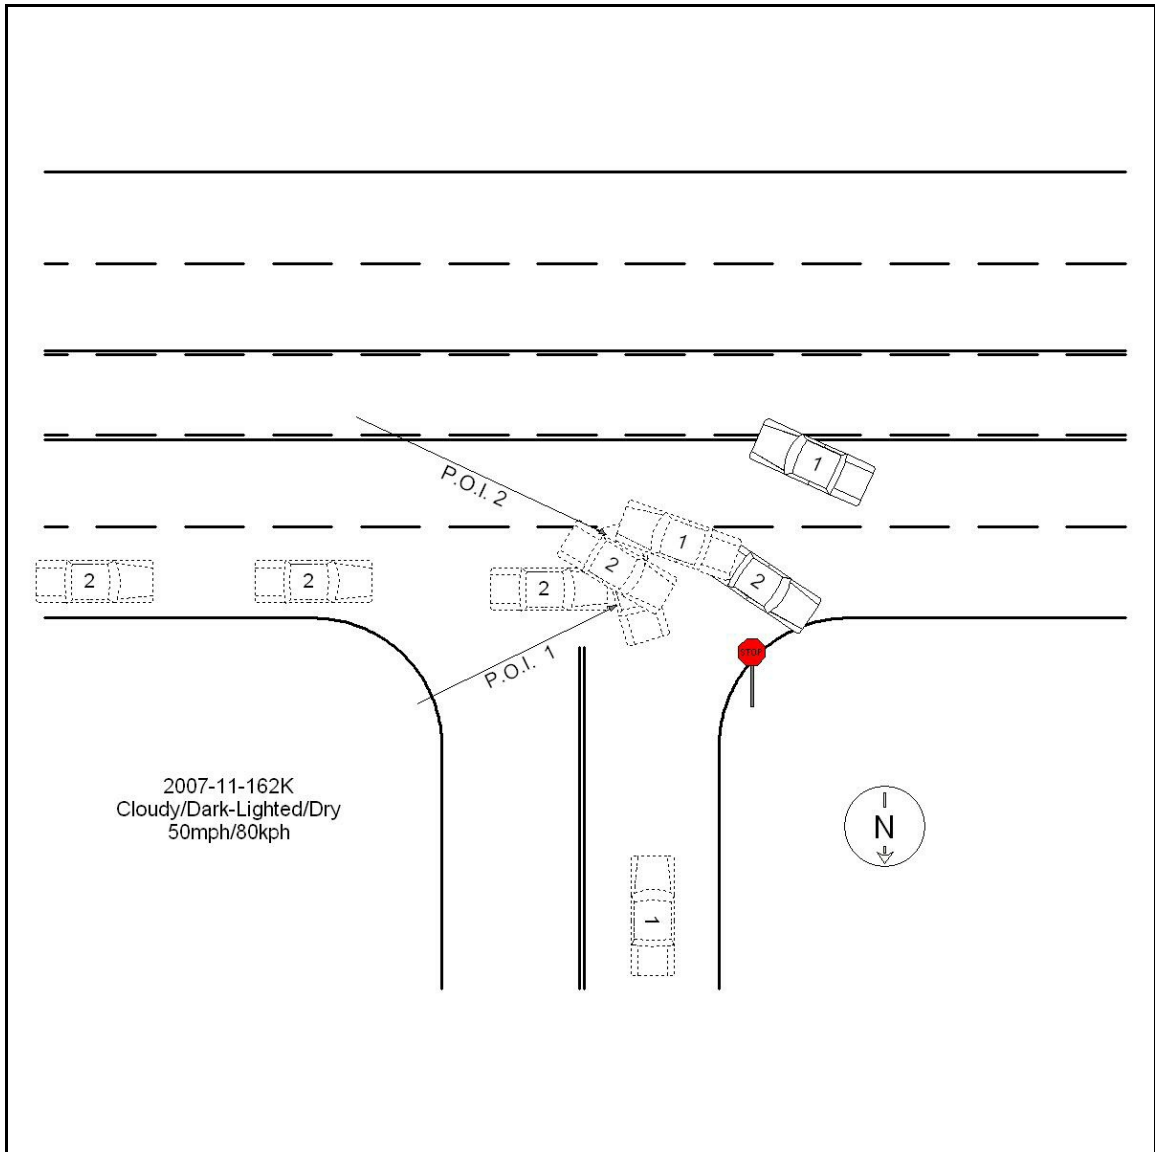 P.O.I. 2
1
1
2
2
2
2
2
P.O.I. 1
STOP
2007-11-162K
Cloudy/Dark-Lighted/Dry
50mph/80kph
N
1